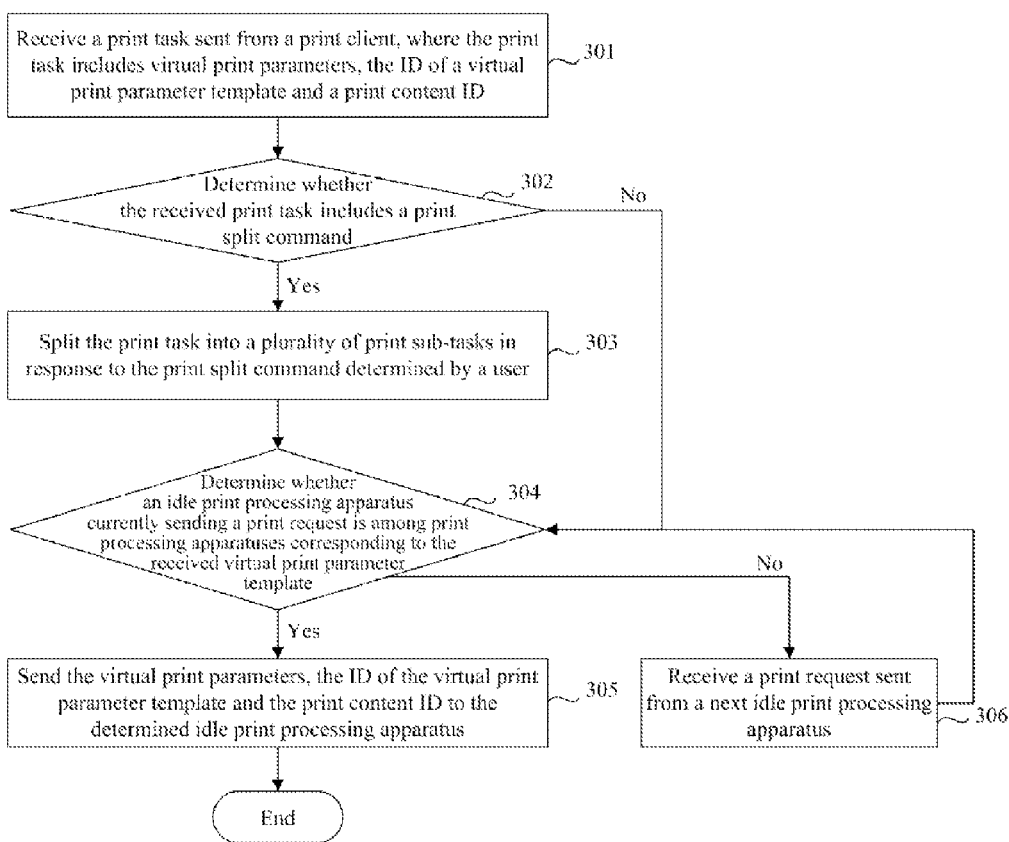 Receive a print task sent from a print client, where the print
task includes virtual print parameters, the ID of a virtual
print parameter template and a print content ID
301
Determine whether
the received print task includes a print
split command
302
No
Yes
Split the print task into a plurality of print sub-tasks in
response to the print split command determined by a user
303
Determine whether
an idle print processing apparatus
currently sending a print request is among print
processing apparatuses corresponding to the
received virtual print parameter
template
304
No
Yes
Send the virtual print parameters, the ID of the virtual print
parameter template and the print content ID to the
determined idle print processing apparatus
305
Receive a print request sent
from a next idle print processing
apparatus
306
End